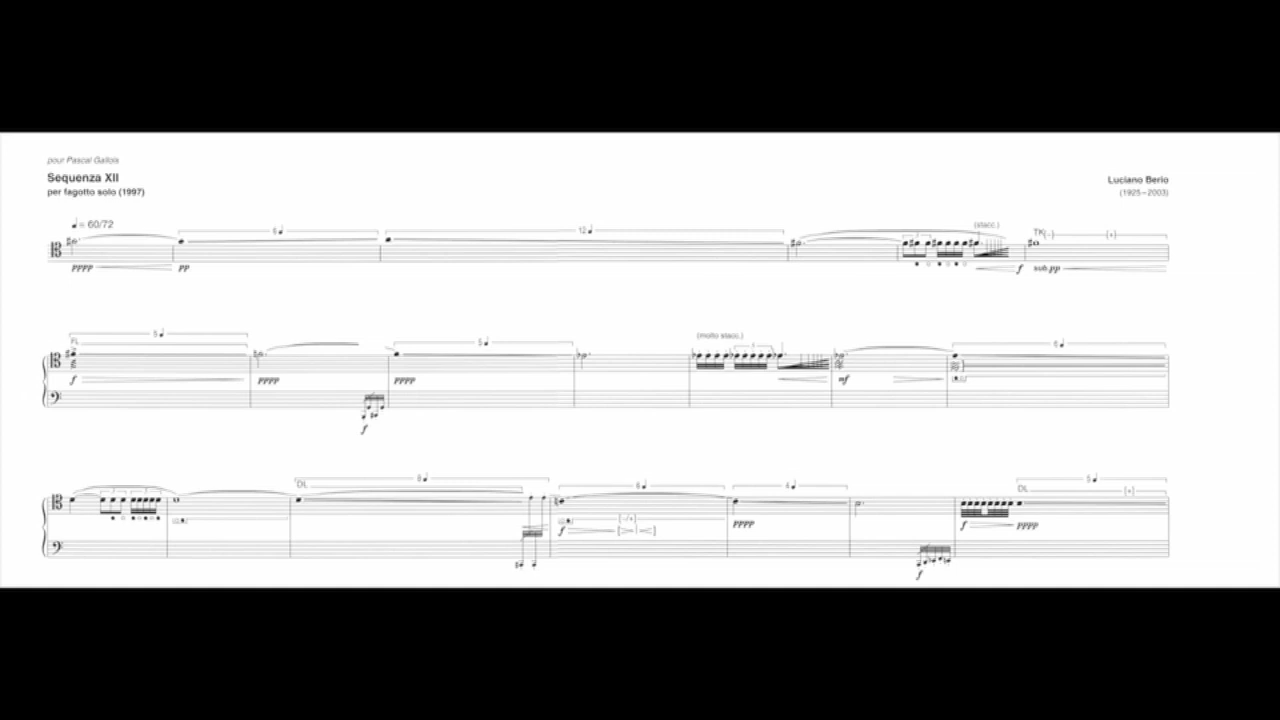 pour Pascal Gallois
Sequenza XII
per fagotto solo (1997)
Luciano Berio
(1925–2003)
♩= 60/72
6 ♩
12 ♩
(stacc.)
TK(-) (+)
pppp pp f sub.pp
5 ♩
FL
5 ♩
(molto stacc.)
6 ♩
f pppp pppp mf
f
DL 8 ♩
6 ♩
4 ♩
DL 5 ♩
[+]
f [-/+] pppp f pppp
f